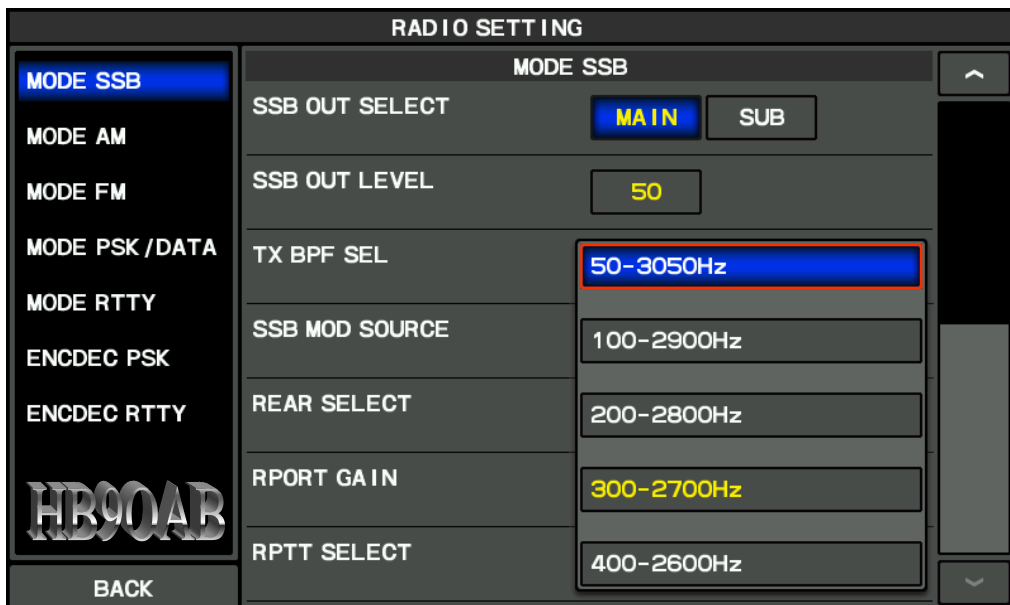 RADIO SETTING
MODE SSB
MODE AM
MODE FM
MODE PSK/DATA
MODE RTTY
ENCDEC PSK
ENCDEC RTTY
HB9OAB
BACK
MODE SSB
SSB OUT SELECT
MAIN SUB
SSB OUT LEVEL
50
TX BPF SEL
50-3050Hz
SSB MOD SOURCE
100-2900Hz
REAR SELECT
200-2800Hz
RPORT GAIN
300-2700Hz
RPTT SELECT
400-2600Hz